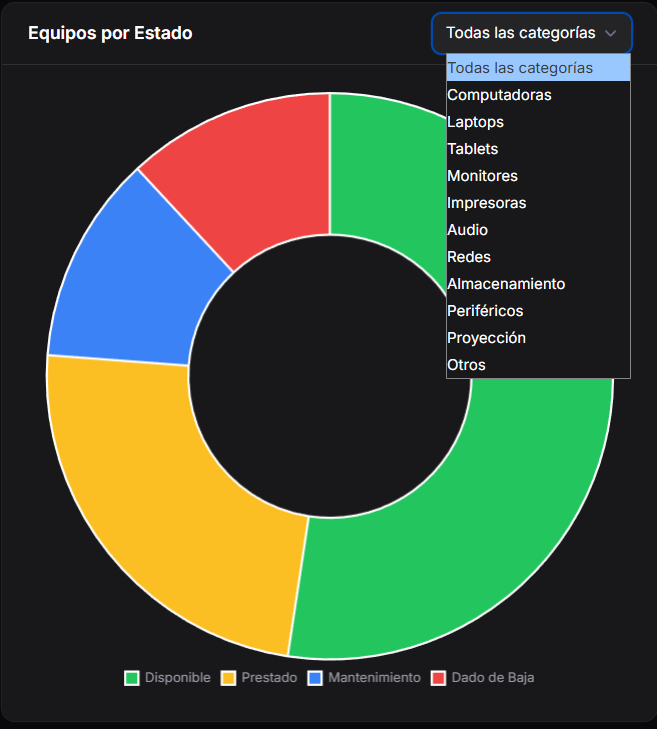 Equipos por Estado
Todas las categorías
Todas las categorías
Computadoras
Laptops
Tablets
Monitores
Impresoras
Audio
Redes
Almacenamiento
Periféricos
Proyección
Otros
Disponible Prestado Mantenimiento Dado de Baja